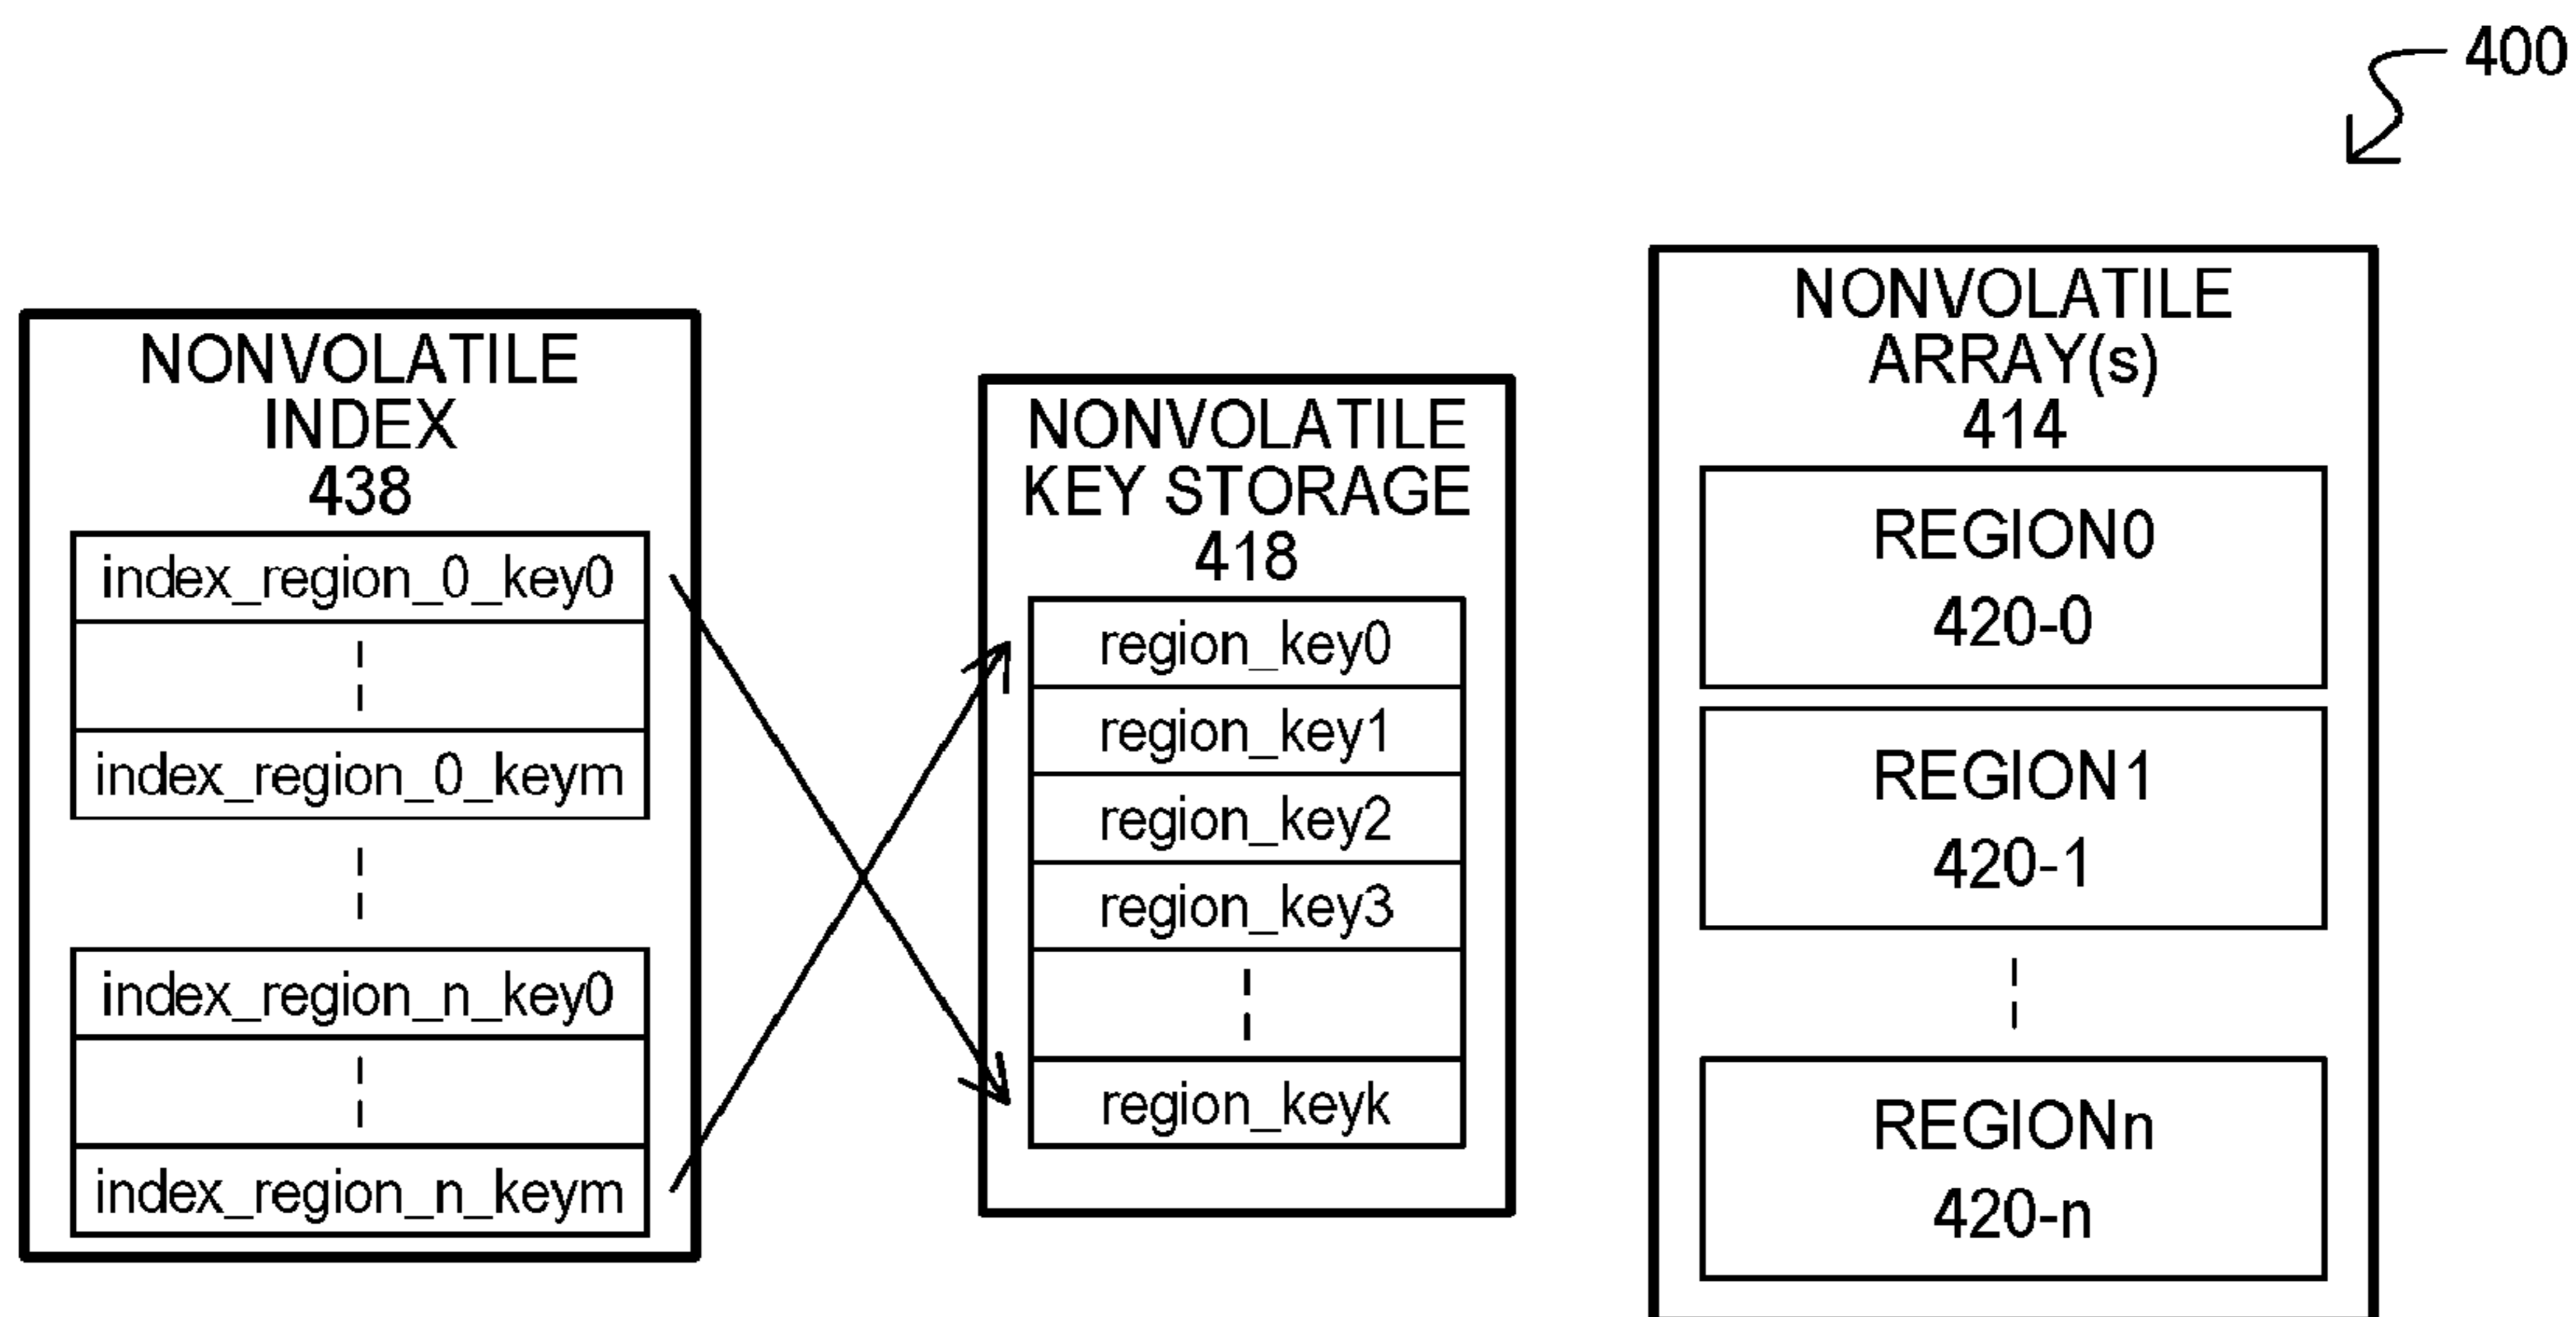 400
NONVOLATILE
INDEX
438
index_region_0_key0
index_region_0_keym
index_region_n_key0
index_region_n_keym
NONVOLATILE
KEY STORAGE
418
region_key0
region_key1
region_key2
region_key3
region_keyk
NONVOLATILE
ARRAY(s)
414
REGION0
420-0
REGION1
420-1
REGIONn
420-n